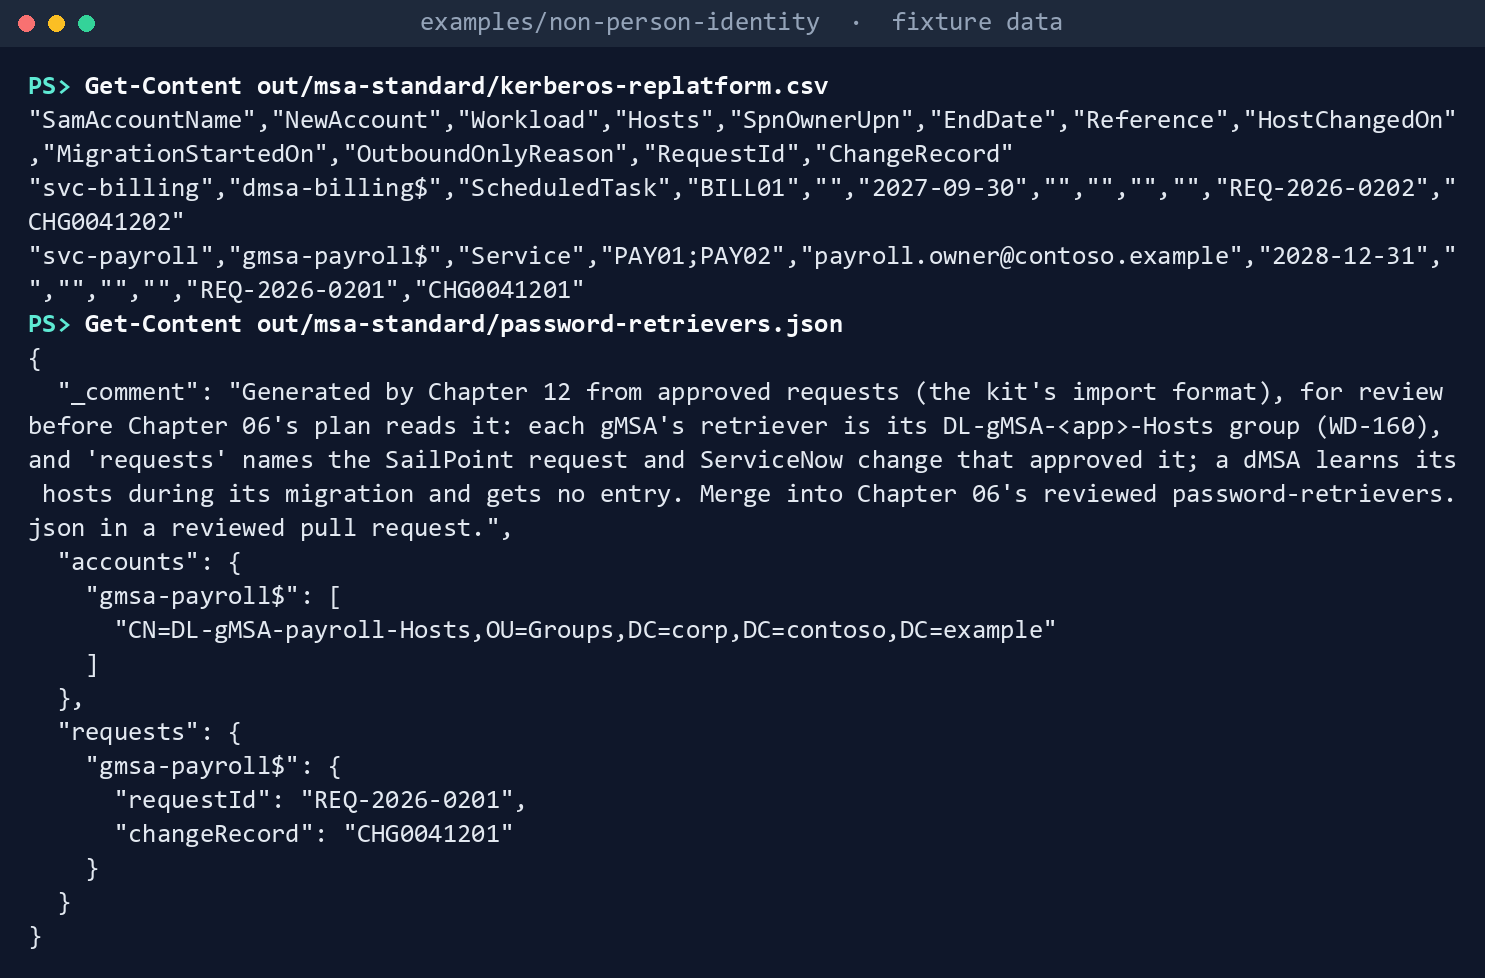 examples/non-person-identity · fixture data
PS> Get-Content out/msa-standard/kerberos-replatform.csv
"SamAccountName","NewAccount","Workload","Hosts","SpnOwnerUpn","EndDate","Reference","HostChangedOn"
,"MigrationStartedOn","OutboundOnlyReason","RequestId","ChangeRecord"
"svc-billing","dmsa-billing$","ScheduledTask","BILL01","","2027-09-30","","","","","REQ-2026-0202","
CHG0041202"
"svc-payroll","gmsa-payroll$","Service","PAY01;PAY02","payroll.owner@contoso.example","2028-12-31","
","","","","REQ-2026-0201","CHG0041201"
PS> Get-Content out/msa-standard/password-retrievers.json
{
  "_comment": "Generated by Chapter 12 from approved requests (the kit's import format), for review
before Chapter 06's plan reads it: each gMSA's retriever is its DL-gMSA-<app>-Hosts group (WD-160),
and 'requests' names the SailPoint request and ServiceNow change that approved it; a dMSA learns its
 hosts during its migration and gets no entry. Merge into Chapter 06's reviewed password-retrievers.
json in a reviewed pull request.",
  "accounts": {
    "gmsa-payroll$": [
      "CN=DL-gMSA-payroll-Hosts,OU=Groups,DC=corp,DC=contoso,DC=example"
    ]
  },
  "requests": {
    "gmsa-payroll$": {
      "requestId": "REQ-2026-0201",
      "changeRecord": "CHG0041201"
    }
  }
}